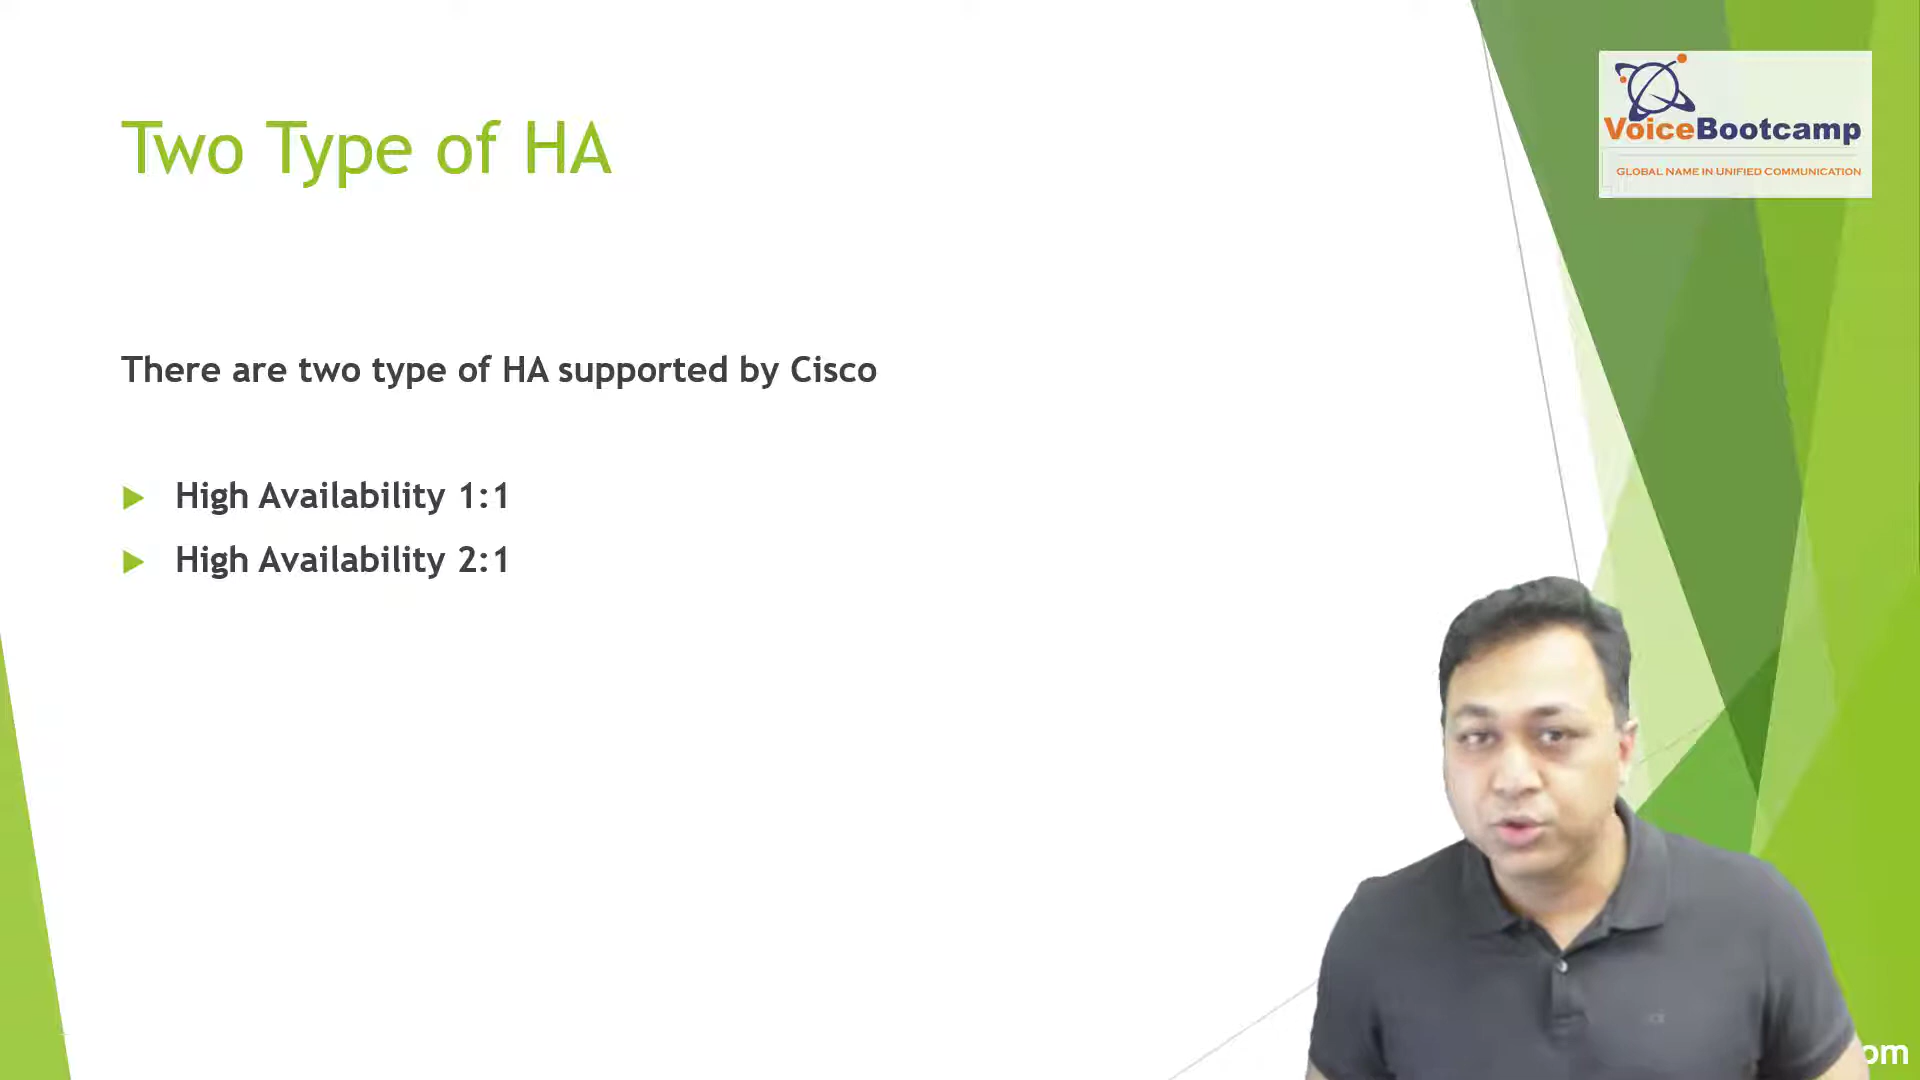 Two Type of HA
VoiceBootcamp
GLOBAL NAME IN UNIFIED COMMUNICATION
There are two type of HA supported by Cisco
High Availability 1:1
High Availability 2:1
om